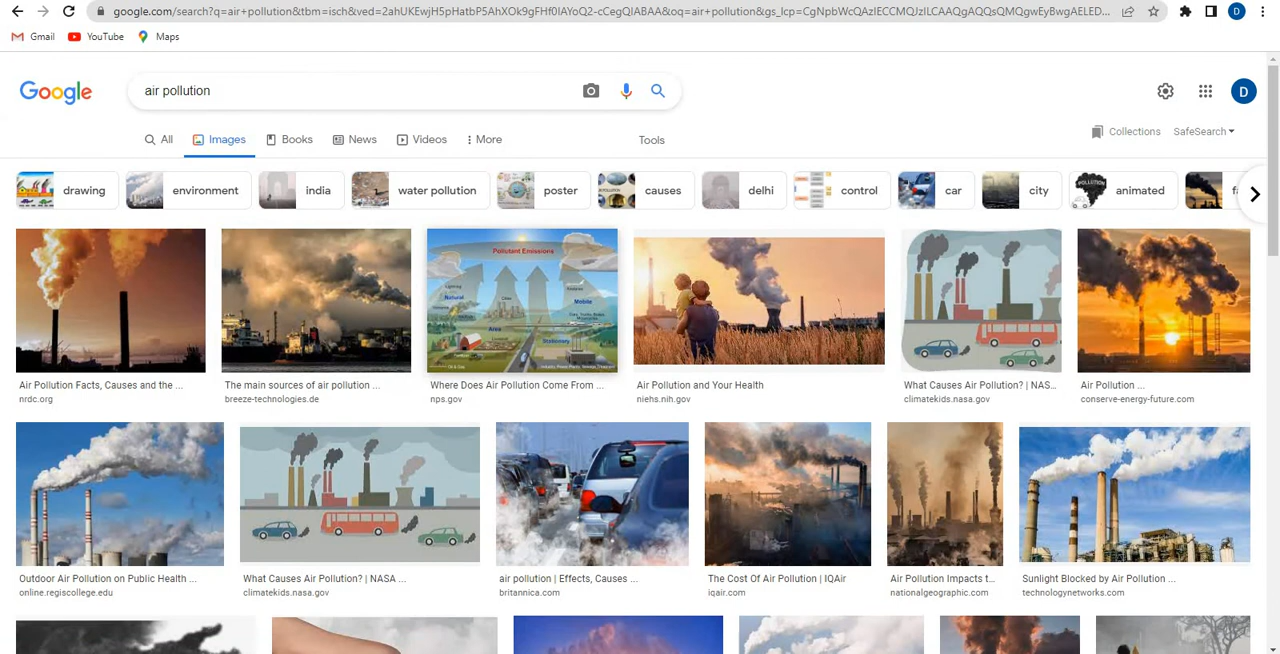 google.com/search?q=air+pollution&tbm=isch&ved=2ahUKEwjH5pHatbP5AhXOk9gFHf0IAYoQ2-cCegQIABAA&oq=air+pollution&gs_lcp=CgNpbWcQAzIECCMQJzILCAAQgAQQsQMQgwEyBwgAELED...
D
Gmail YouTube Maps
Google air pollution D
All Images Books News Videos More Tools
Collections SafeSearch
drawing environment india water pollution poster causes delhi control car city animated
Pollutant Emissions
Natural Mobile
Area
Stationary
Air Pollution Facts, Causes and the ... The main sources of air pollution ... Where Does Air Pollution Come From ... Air Pollution and Your Health What Causes Air Pollution? | NAS... Air Pollution ...
nrdc.org breeze-technologies.de nps.gov niehs.nih.gov climatekids.nasa.gov conserve-energy-future.com
Outdoor Air Pollution on Public Health ... What Causes Air Pollution? | NASA ... air pollution | Effects, Causes ... The Cost Of Air Pollution | IQAir Air Pollution Impacts t... Sunlight Blocked by Air Pollution ...
online.regiscollege.edu climatekids.nasa.gov britannica.com iqair.com nationalgeographic.com technologynetworks.com